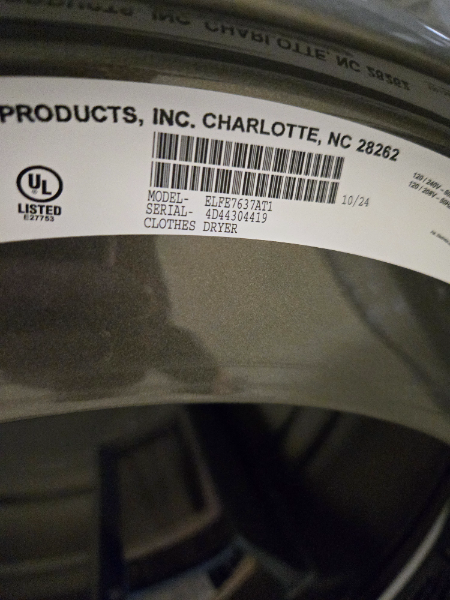 PRODUCTS, INC. CHARLOTTE, NC 28262
UL
®
LISTED
E27753
MODEL- ELFE7637AT1
SERIAL- 4D44304419
CLOTHES DRYER
10/24